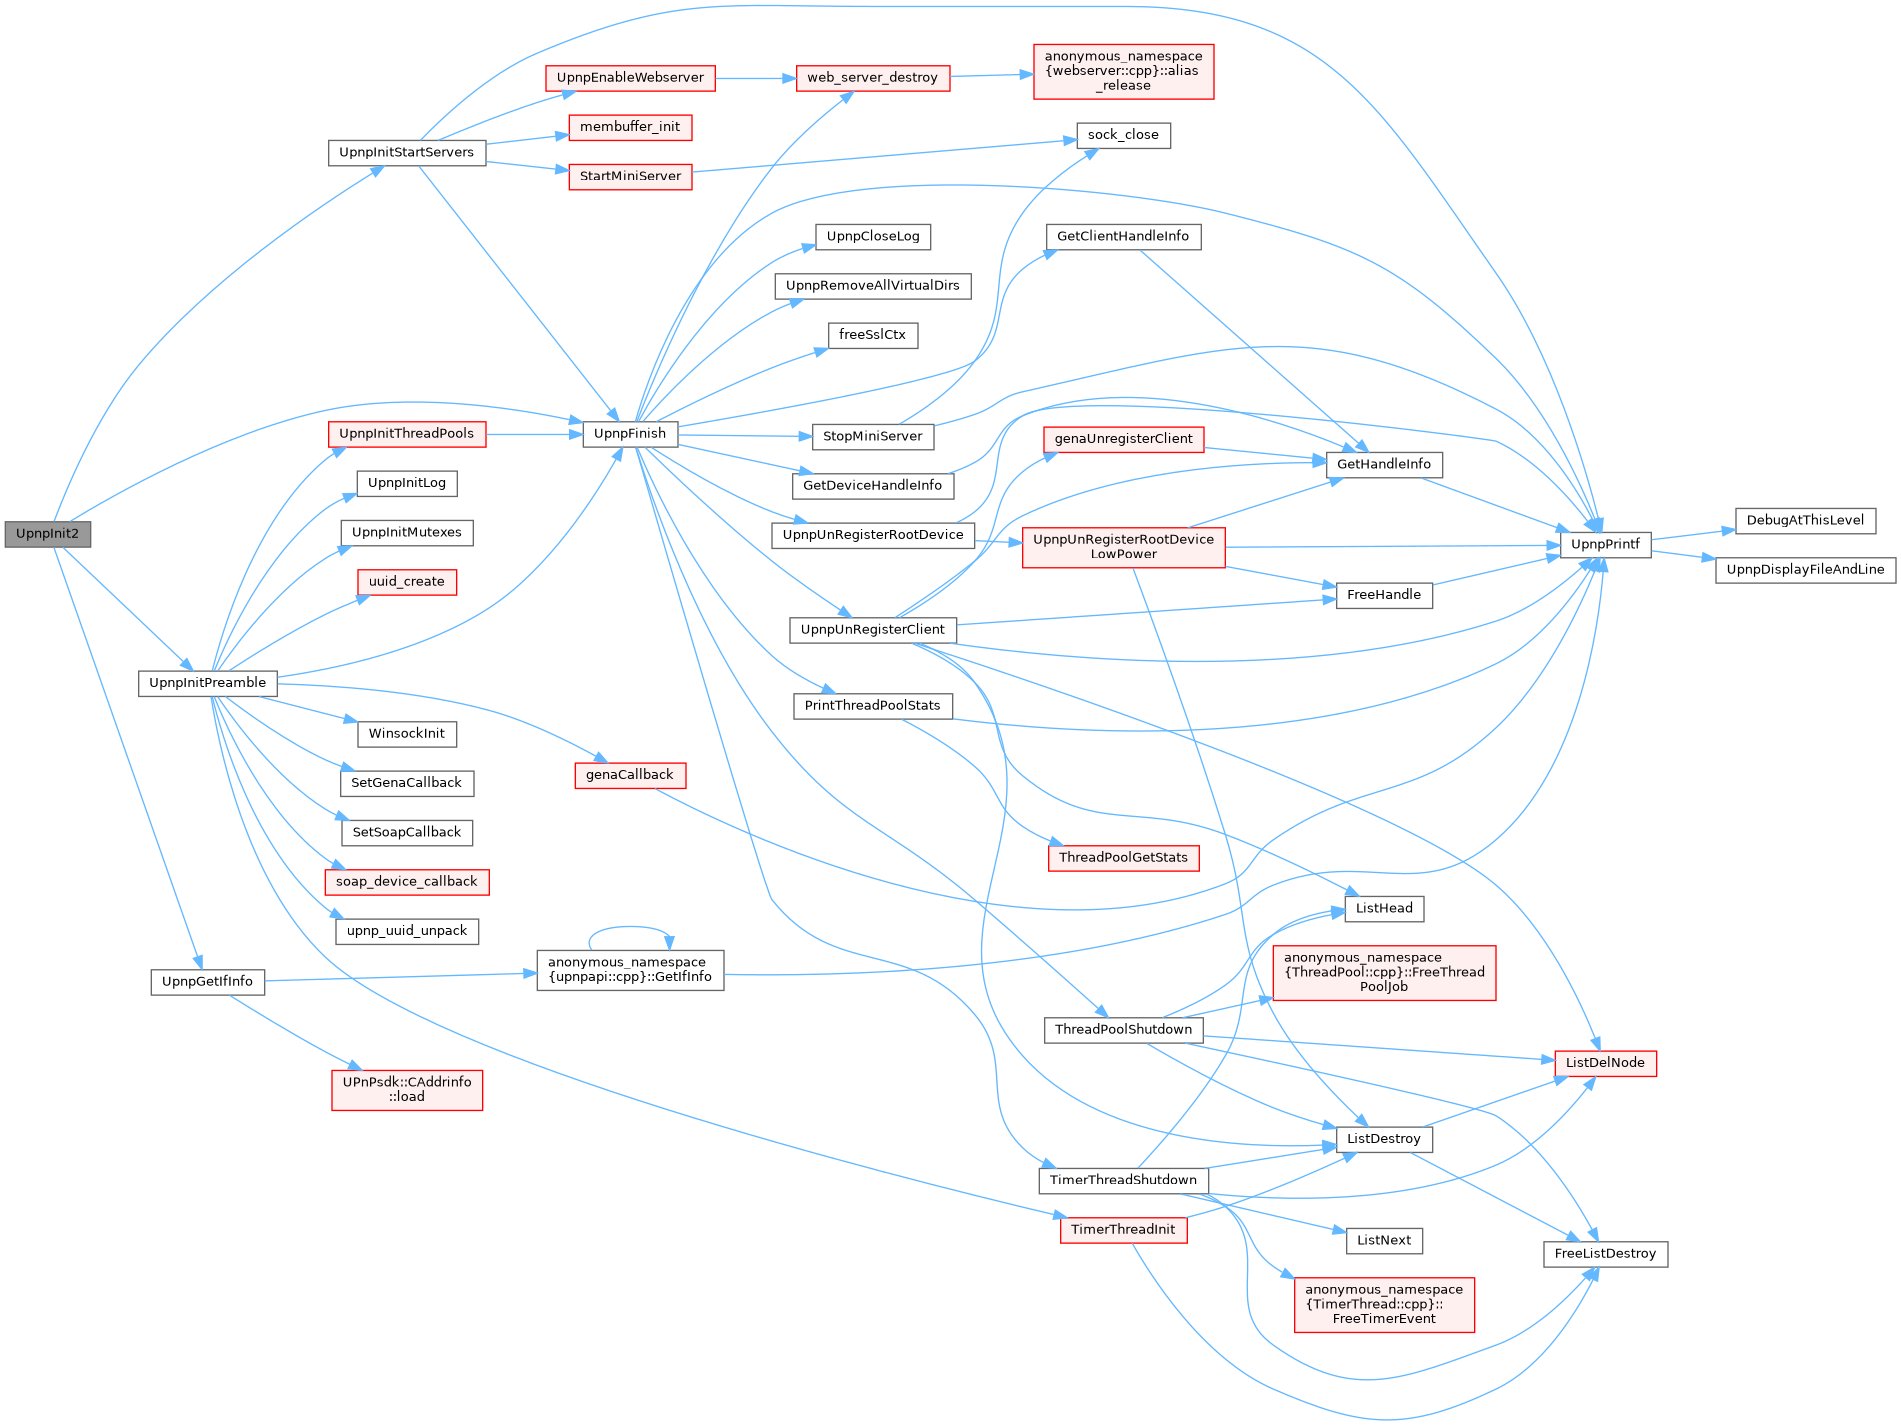 UpnpInit2
UpnpInitStartServers
UpnpInitThreadPools
UpnpInitLog
UpnpInitMutexes
uuid_create
UpnpInitPreamble
WinsockInit
SetGenaCallback
SetSoapCallback
soap_device_callback
upnp_uuid_unpack
UpnpGetIfInfo
UPnPsdk::CAddrinfo
::load
UpnpEnableWebserver
membuffer_init
StartMiniServer
UpnpFinish
genaCallback
anonymous_namespace
{upnpapi::cpp}::GetIfInfo
web_server_destroy
UpnpCloseLog
UpnpRemoveAllVirtualDirs
freeSslCtx
StopMiniServer
GetDeviceHandleInfo
UpnpUnRegisterRootDevice
UpnpUnRegisterClient
PrintThreadPoolStats
anonymous_namespace
{webserver::cpp}::alias
_release
sock_close
GetClientHandleInfo
genaUnregisterClient
UpnpUnRegisterRootDevice
LowPower
ThreadPoolGetStats
ThreadPoolShutdown
TimerThreadShutdown
TimerThreadInit
GetHandleInfo
FreeHandle
ListHead
anonymous_namespace
{ThreadPool::cpp}::FreeThread
PoolJob
ListDestroy
ListNext
anonymous_namespace
{TimerThread::cpp}::
FreeTimerEvent
UpnpPrintf
ListDelNode
FreeListDestroy
DebugAtThisLevel
UpnpDisplayFileAndLine